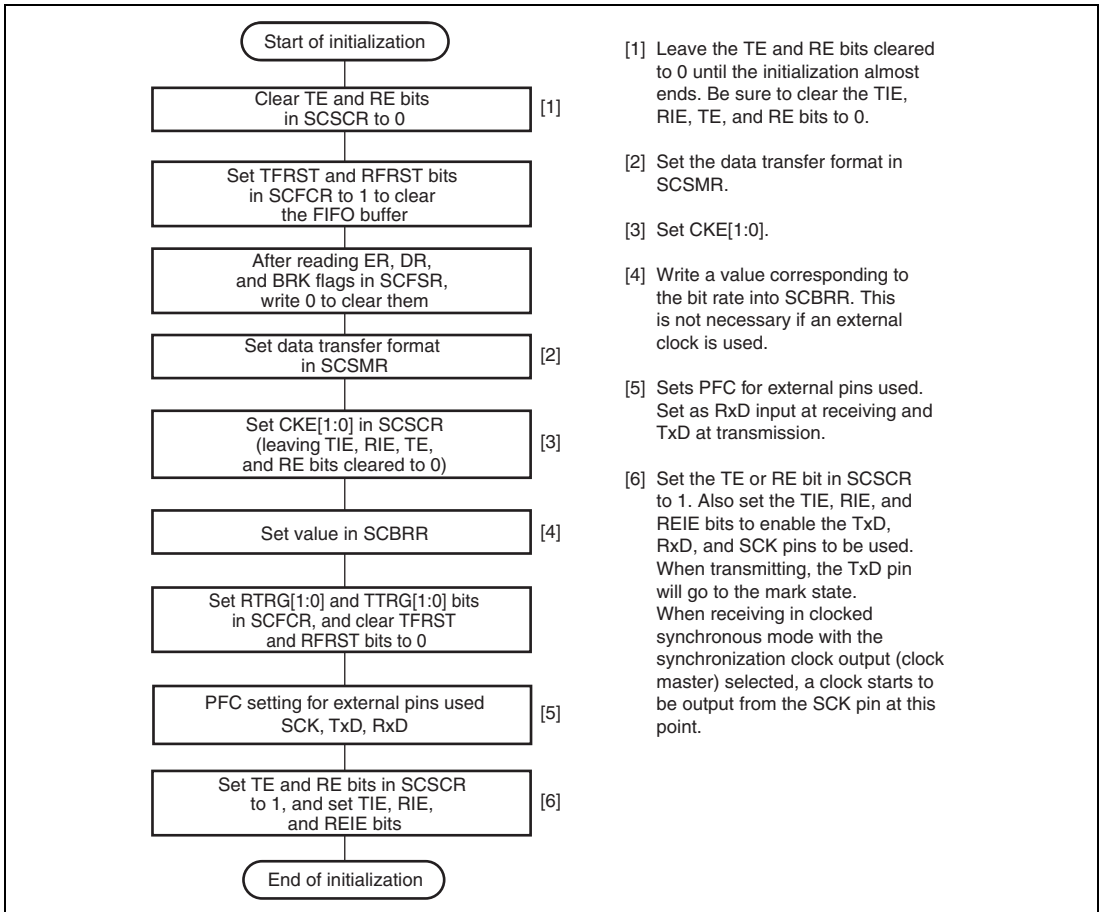 Start of initialization
Clear TE and RE bits
in SCSCR to 0
[1]
Set TFRST and RFRST bits
in SCFCR to 1 to clear
the FIFO buffer
After reading ER, DR,
and BRK flags in SCFSR,
write 0 to clear them
Set data transfer format
in SCSMR
[2]
Set CKE[1:0] in SCSCR
(leaving TIE, RIE, TE,
and RE bits cleared to 0)
[3]
Set value in SCBRR
[4]
Set RTRG[1:0] and TTRG[1:0] bits
in SCFCR, and clear TFRST
and RFRST bits to 0
PFC setting for external pins used
SCK, TxD, RxD
[5]
Set TE and RE bits in SCSCR
to 1, and set TIE, RIE,
and REIE bits
[6]
End of initialization
[1] Leave the TE and RE bits cleared
to 0 until the initialization almost
ends. Be sure to clear the TIE,
RIE, TE, and RE bits to 0.
[2] Set the data transfer format in
SCSMR.
[3] Set CKE[1:0].
[4] Write a value corresponding to
the bit rate into SCBRR. This
is not necessary if an external
clock is used.
[5] Sets PFC for external pins used.
Set as RxD input at receiving and
TxD at transmission.
[6] Set the TE or RE bit in SCSCR
to 1. Also set the TIE, RIE, and
REIE bits to enable the TxD,
RxD, and SCK pins to be used.
When transmitting, the TxD pin
will go to the mark state.
When receiving in clocked
synchronous mode with the
synchronization clock output (clock
master) selected, a clock starts to
be output from the SCK pin at this
point.